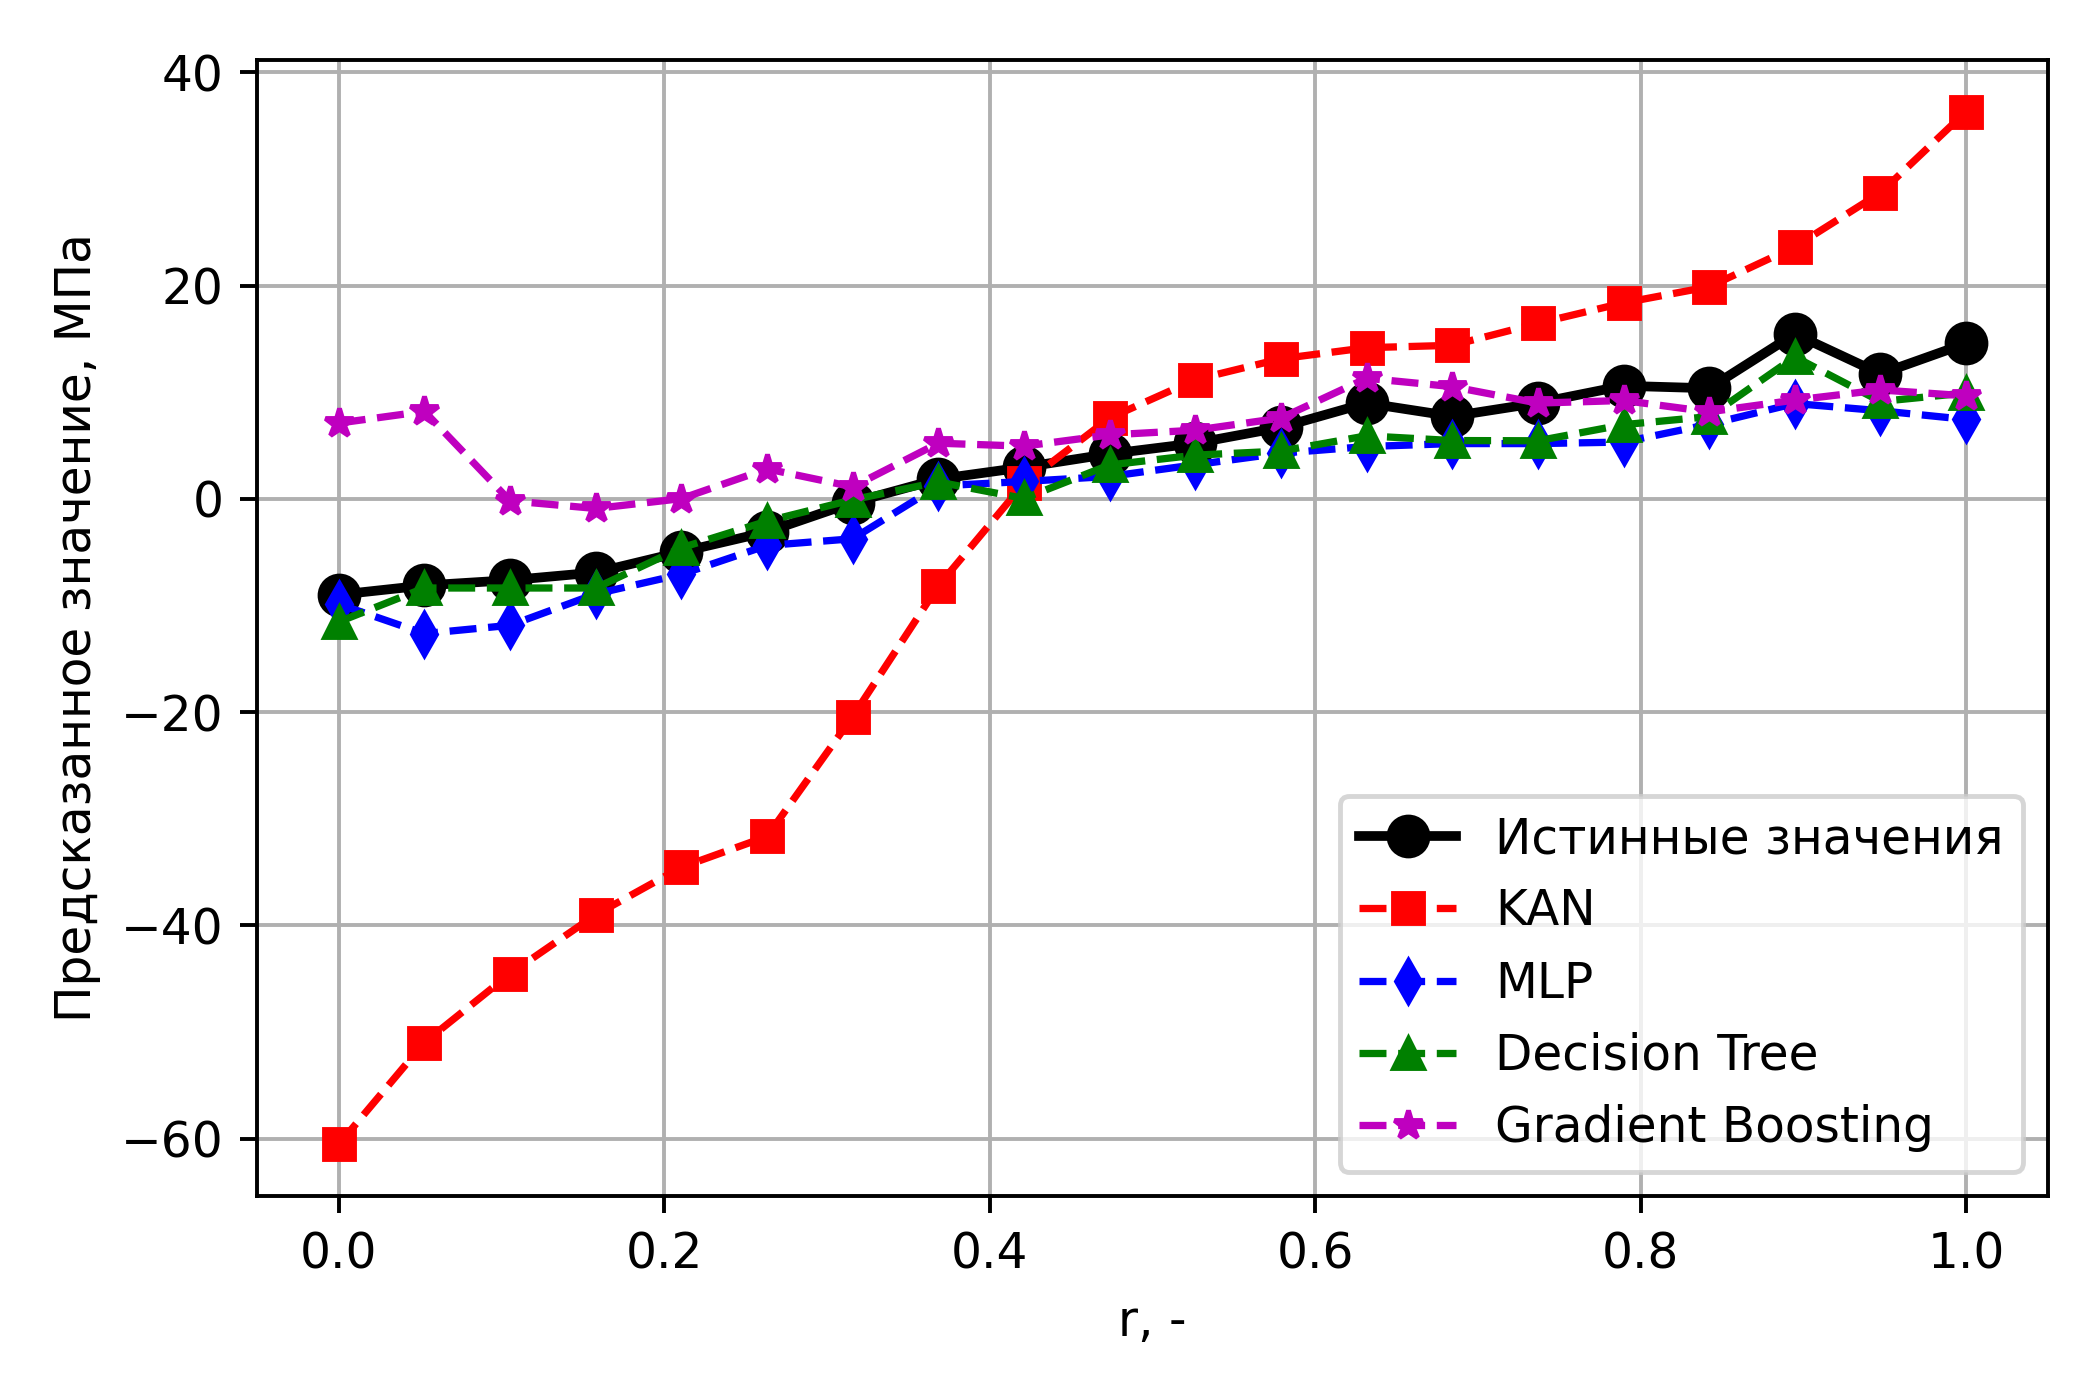 Предсказанное значение, МПа
40
20
0
−20
−40
−60
0.0 0.2 0.4 0.6 0.8 1.0
r, -
Истинные значения
KAN
MLP
Decision Tree
Gradient Boosting